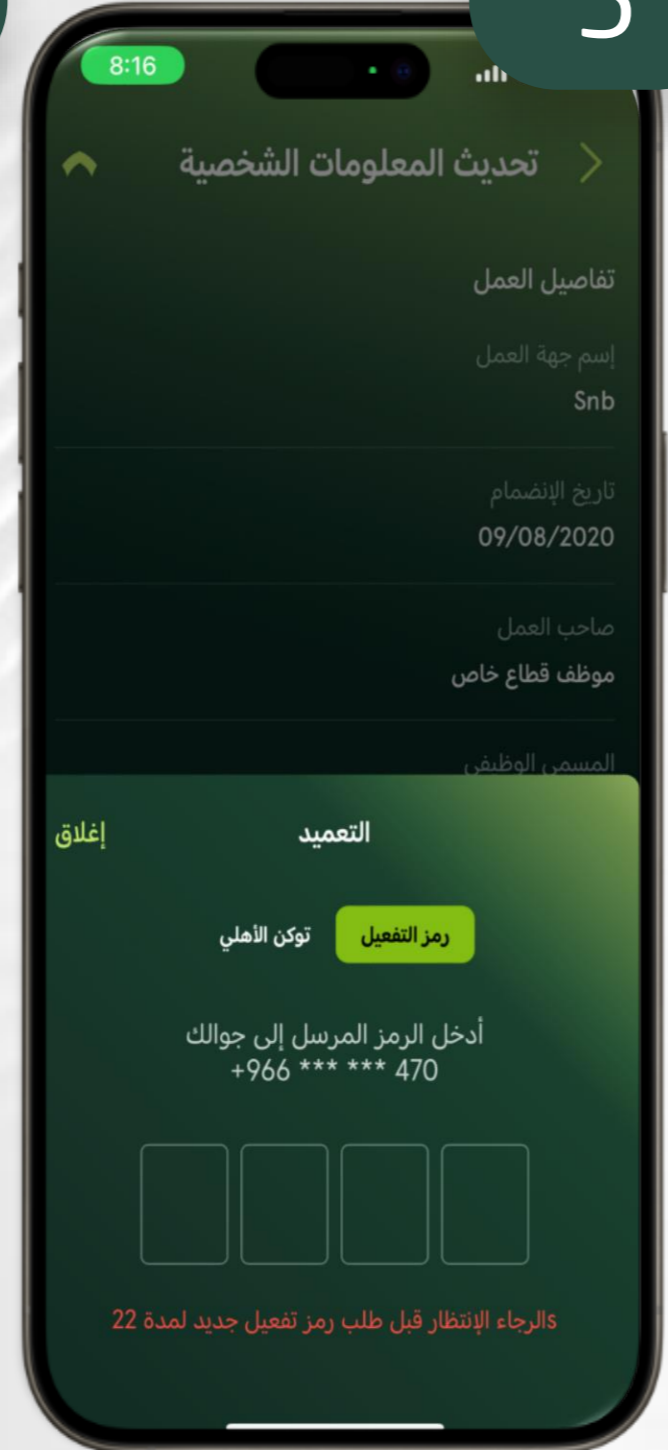 8:16
تحديث المعلومات الشخصية
تفاصيل العمل
إسم جهة العمل
Snb
تاريخ الإنضمام
09/08/2020
صاحب العمل
موظف قطاع خاص
المسمى الوظيفي
التعميد
إغلاق
رمز التفعيل
توكن الأهلي
أدخل الرمز المرسل إلى جوالك
+966 *** *** 470
sالرجاء الإنتظار قبل طلب رمز تفعيل جديد لمدة 22